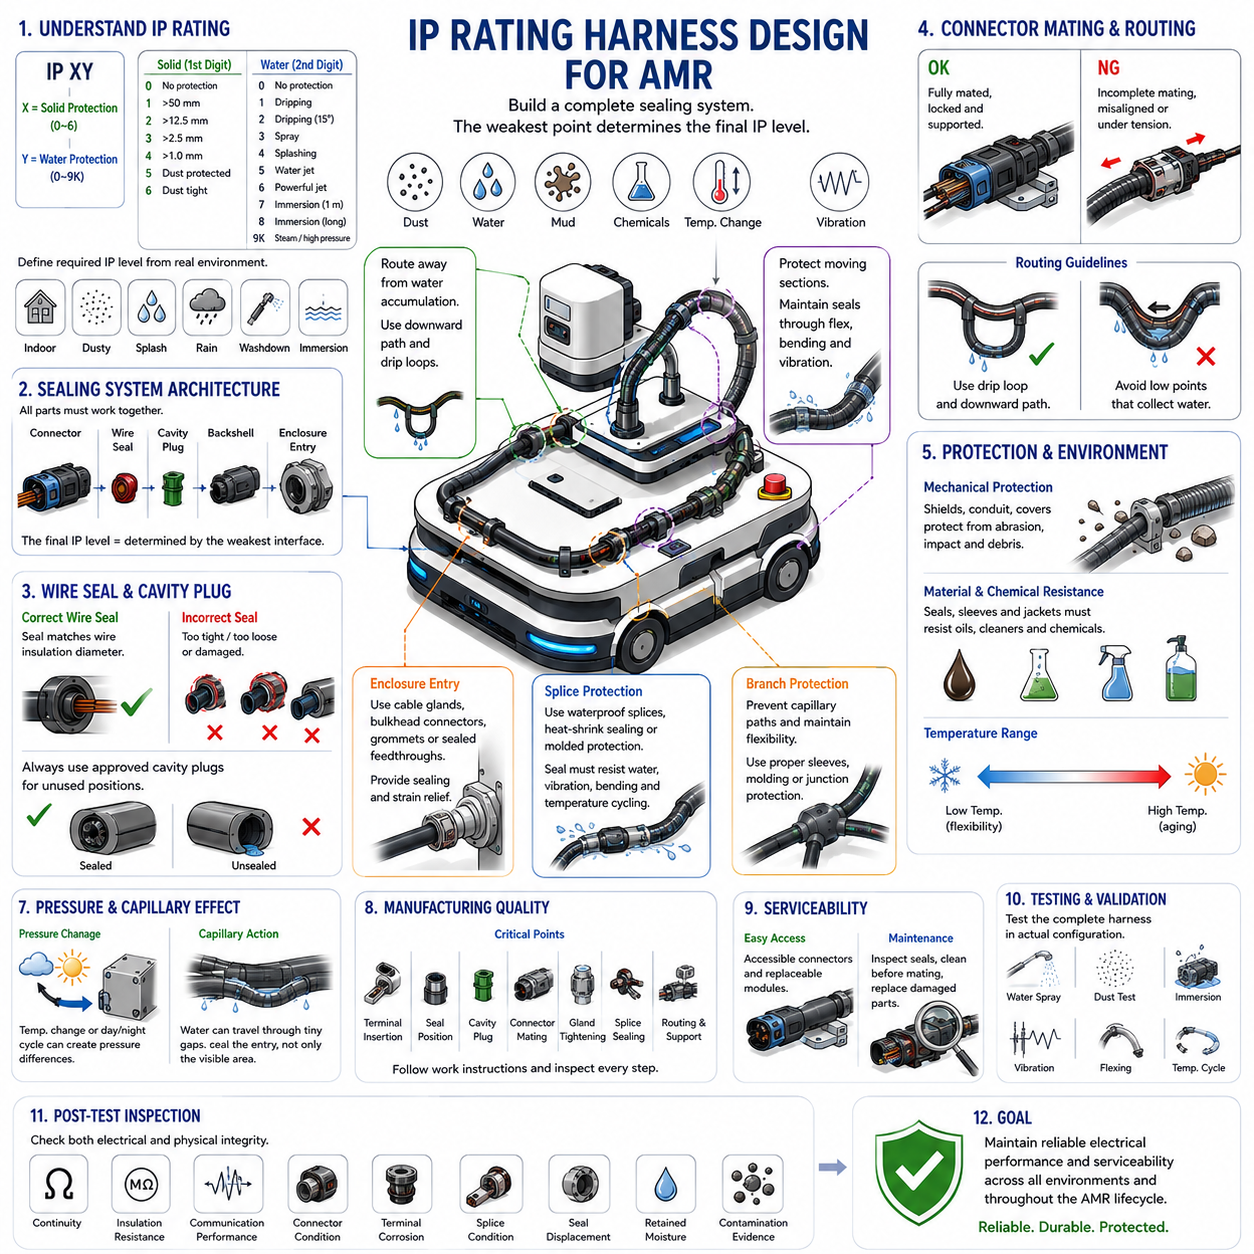 IP RATING HARNESS DESIGN
FOR AMR
Build a complete sealing system.
The weakest point determines the final IP level.
Dust
Water
Mud
Chemicals
Temp. Change
Vibration
1. UNDERSTAND IP RATING
IP XY
X = Solid Protection
(0~6)
Y = Water Protection
(0~9K)
Solid (1st Digit)
0 No protection
1 >50 mm
2 >12.5 mm
3 >2.5 mm
4 >1.0 mm
5 Dust protected
6 Dust tight
Water (2nd Digit)
0 No protection
1 Dripping
2 Dripping (15°)
3 Spray
4 Splashing
5 Water jet
6 Powerful jet
7 Immersion (1 m)
8 Immersion (long)
9K Steam / high pressure
Define required IP level from real environment.
Indoor
Dusty
Splash
Rain
Washdown
Immersion
2. SEALING SYSTEM ARCHITECTURE
All parts must work together.
Connector
Wire
Seal
Cavity
Plug
Backshell
Enclosure
Entry
The final IP level = determined by the weakest interface.
3. WIRE SEAL & CAVITY PLUG
Correct Wire Seal
Seal matches wire
insulation diameter.
Incorrect Seal
Too tight / too loose
or damaged.
Always use approved cavity plugs
for unused positions.
Sealed
Unsealed
Route away
from water
accumulation.
Use downward
path and
drip loops.
Protect moving
sections.
Maintain seals
through flex,
bending and
vibration.
Enclosure Entry
Use cable glands,
bulkhead connectors,
grommets or sealed
feedthroughs.
Provide sealing
and strain relief.
Splice Protection
Use waterproof splices,
heat-shrink sealing or
molded protection.
Seal must resist water,
vibration, bending and
temperature cycling.
Branch Protection
Prevent capillary
paths and maintain
flexibility.
Use proper sleeves,
molding or junction
protection.
4. CONNECTOR MATING & ROUTING
OK
Fully mated,
locked and
supported.
NG
Incomplete mating,
misaligned or
under tension.
Routing Guidelines
Use drip loop
and downward path.
Avoid low points
that collect water.
5. PROTECTION & ENVIRONMENT
Mechanical Protection
Shields, conduit, covers
protect from abrasion,
impact and debris.
Material & Chemical Resistance
Seals, sleeves and jackets must
resist oils, cleaners and chemicals.
Temperature Range
Low Temp.
(flexibility)
High Temp.
(aging)
7. PRESSURE & CAPILLARY EFFECT
Pressure Chanage
Temp. change or day/night
cycle can create pressure
differences.
Capillary Action
Water can travel through tiny
gaps. ceal the entry, not only
the visible area.
8. MANUFACTURING QUALITY
Critical Points
Terminal
Insertion
Seal
Position
Cavity
Plug
Connector
Mating
Gland
Tightening
Splice
Sealing
Routing &
Support
Follow work instructions and inspect every step.
9. SERVICEABILITY
Easy Access
Accessible connectors
and replaceable
modules.
Maintenance
Inspect seals, clean
before mating,
replace damaged
parts.
10. TESTING & VALIDATION
Test the complete harness
in actual configuration.
Water Spray
Dust Test
Immersion
Vibration
Flexing
Temp. Cycle
11. POST-TEST INSPECTION
Check both electrical and physical integrity.
Ω
Continuity
MΩ
Insulation
Resistance
Communication
Performance
Connector
Condition
Terminal
Corrosion
Splice
Condition
Seal
Displacement
Retained
Moisture
Contamination
Evidence
12. GOAL
Maintain reliable electrical
performance and serviceability
across all environments and
throughout the AMR lifecycle.
Reliable. Durable. Protected.